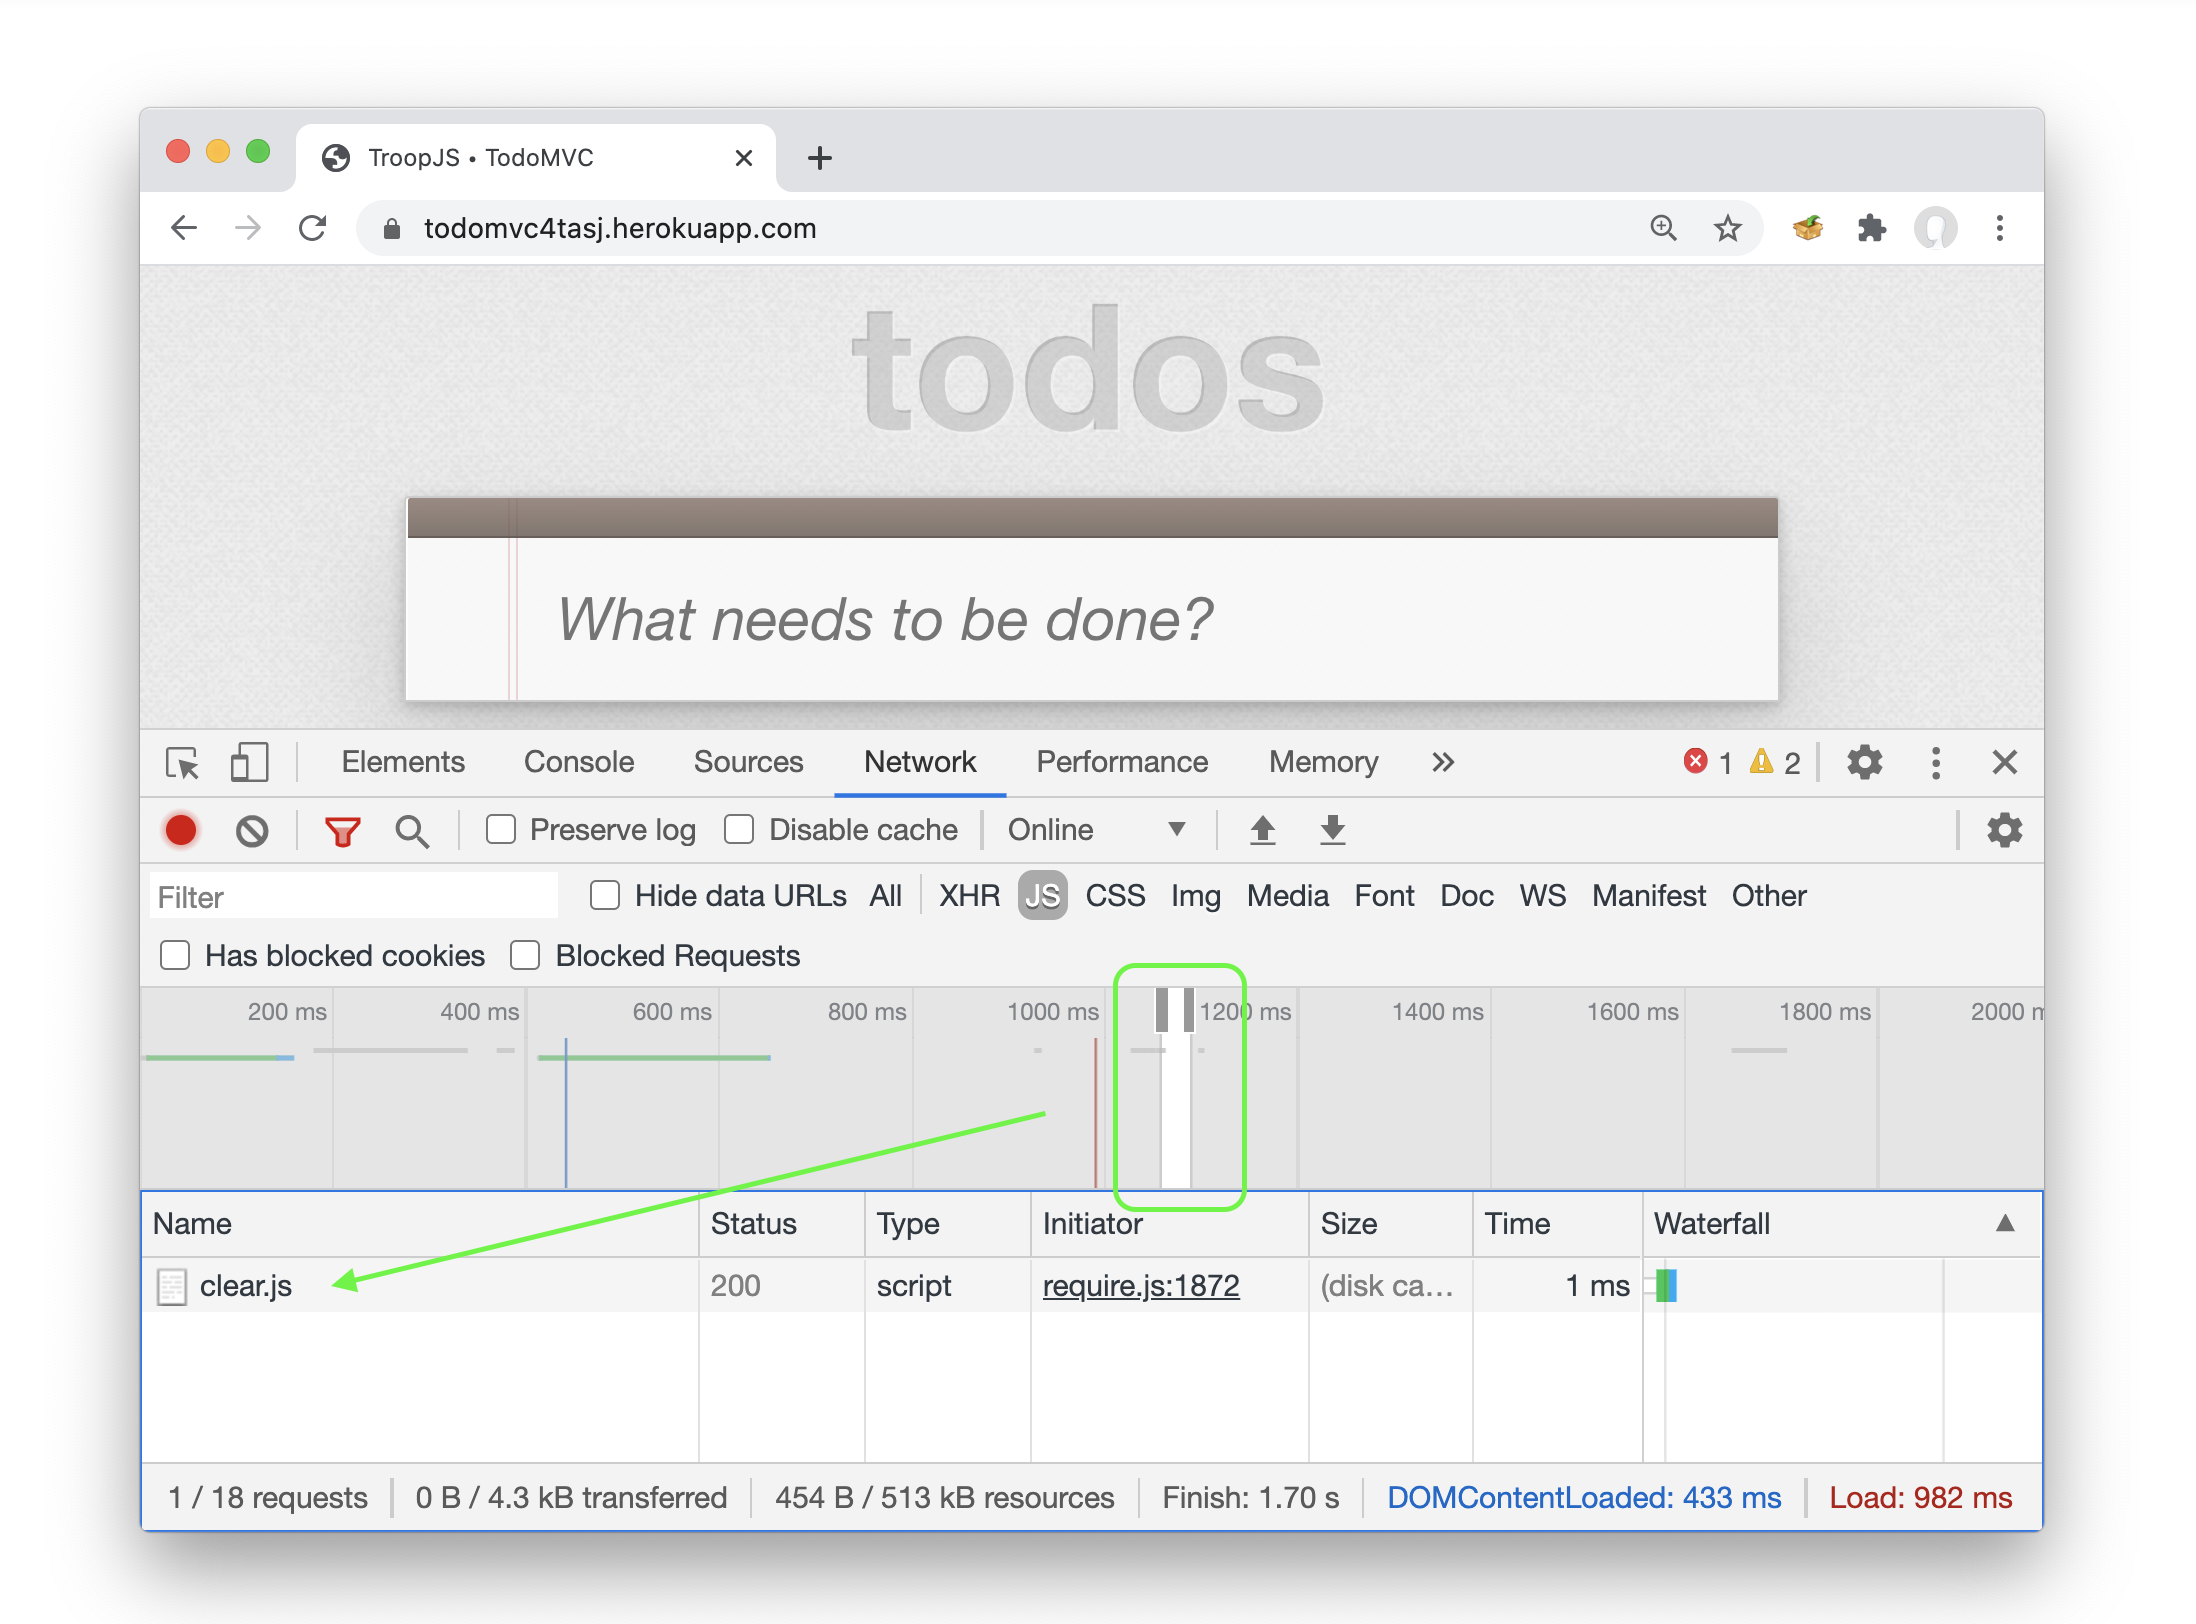 TroopJS • TodoMVC
todomvc4tasj.herokuapp.com
todos
What needs to be done?
Elements Console Sources Network Performance Memory 1 2
Preserve log Disable cache Online
Filter Hide data URLs All XHR JS CSS Img Media Font Doc WS Manifest Other
Has blocked cookies Blocked Requests
200 ms 400 ms 600 ms 800 ms 1000 ms 1200 ms 1400 ms 1600 ms 1800 ms 2000 m
Name Status Type Initiator Size Time Waterfall
clear.js 200 script require.js:1872 (disk ca... 1 ms
1 / 18 requests 0 B / 4.3 kB transferred 454 B / 513 kB resources Finish: 1.70 s DOMContentLoaded: 433 ms Load: 982 ms